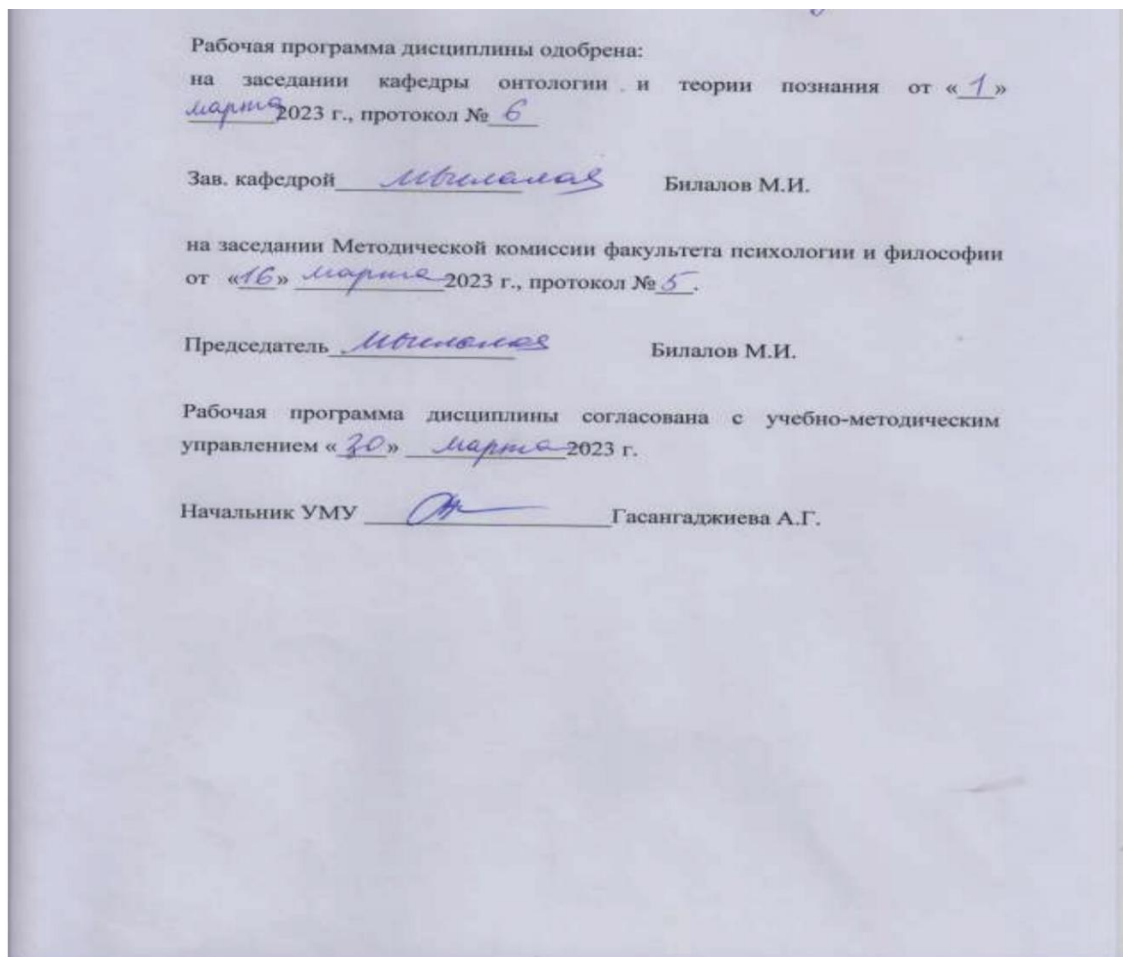 Рабочая программа дисциплины одобрена:
на заседании кафедры онтологии и теории познания от «1»
марта 2023 г., протокол № 6
Зав. кафедрой Билалов М.И.
на заседании Методической комиссии факультета психологии и философии
от «16» марта 2023 г., протокол № 5.
Председатель Билалов М.И.
Рабочая программа дисциплины согласована с учебно-методическим
управлением «30» марта 2023 г.
Начальник УМУ Гасангаджиева А.Г.